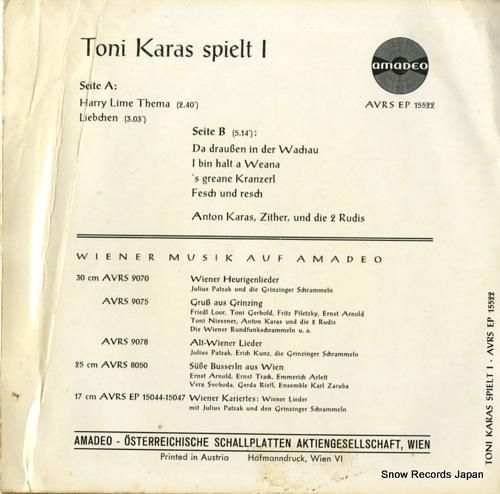 Toni Karas spielt I
amadeo
AVRS EP 15522
Seite A:
Harry Lime Thema (2.40')
Liebchen (3.03')
Seite B (5.14'):
Da draußen in der Wachau
I bin halt a Weana
's greane Kranzerl
Fesch und resch
Anton Karas, Zither, und die 2 Rudis
WIENER MUSIK AUF AMADEO
30 cm AVRS 9070 Wiener Heurigenlieder
Julius Patzak und die Grinzinger Schrammeln
AVRS 9075 Gruß aus Grinzing
Friedl Loor, Toni Gerhold, Fritz Piletzky, Ernst Arnold
Toni Niessner, Anton Karas und die 2 Rudis
Die Wiener Rundfunkschrammeln u. a.
AVRS 9078 Alt-Wiener Lieder
Julius Patzak, Erich Kunz, die Grinzinger Schrammeln
25 cm AVRS 8050 Süße Busserln aus Wien
Ernst Arnold, Ernst Track, Emmerich Arlett
Vera Svoboda, Gerda Ristl, Ensemble Karl Zaruba
17 cm AVRS EP 15044-15047 Wiener Kariertes: Wiener Lieder
mit Julius Patzak und den Grinzinger Schrammeln
AMADEO - ÖSTERREICHISCHE SCHALLPLATTEN AKTIENGESELLSCHAFT, WIEN
Printed in Austria Hofmanndruck, Wien VI
TONI KARAS SPIELT I · AVRS EP 15522
Snow Records Japan